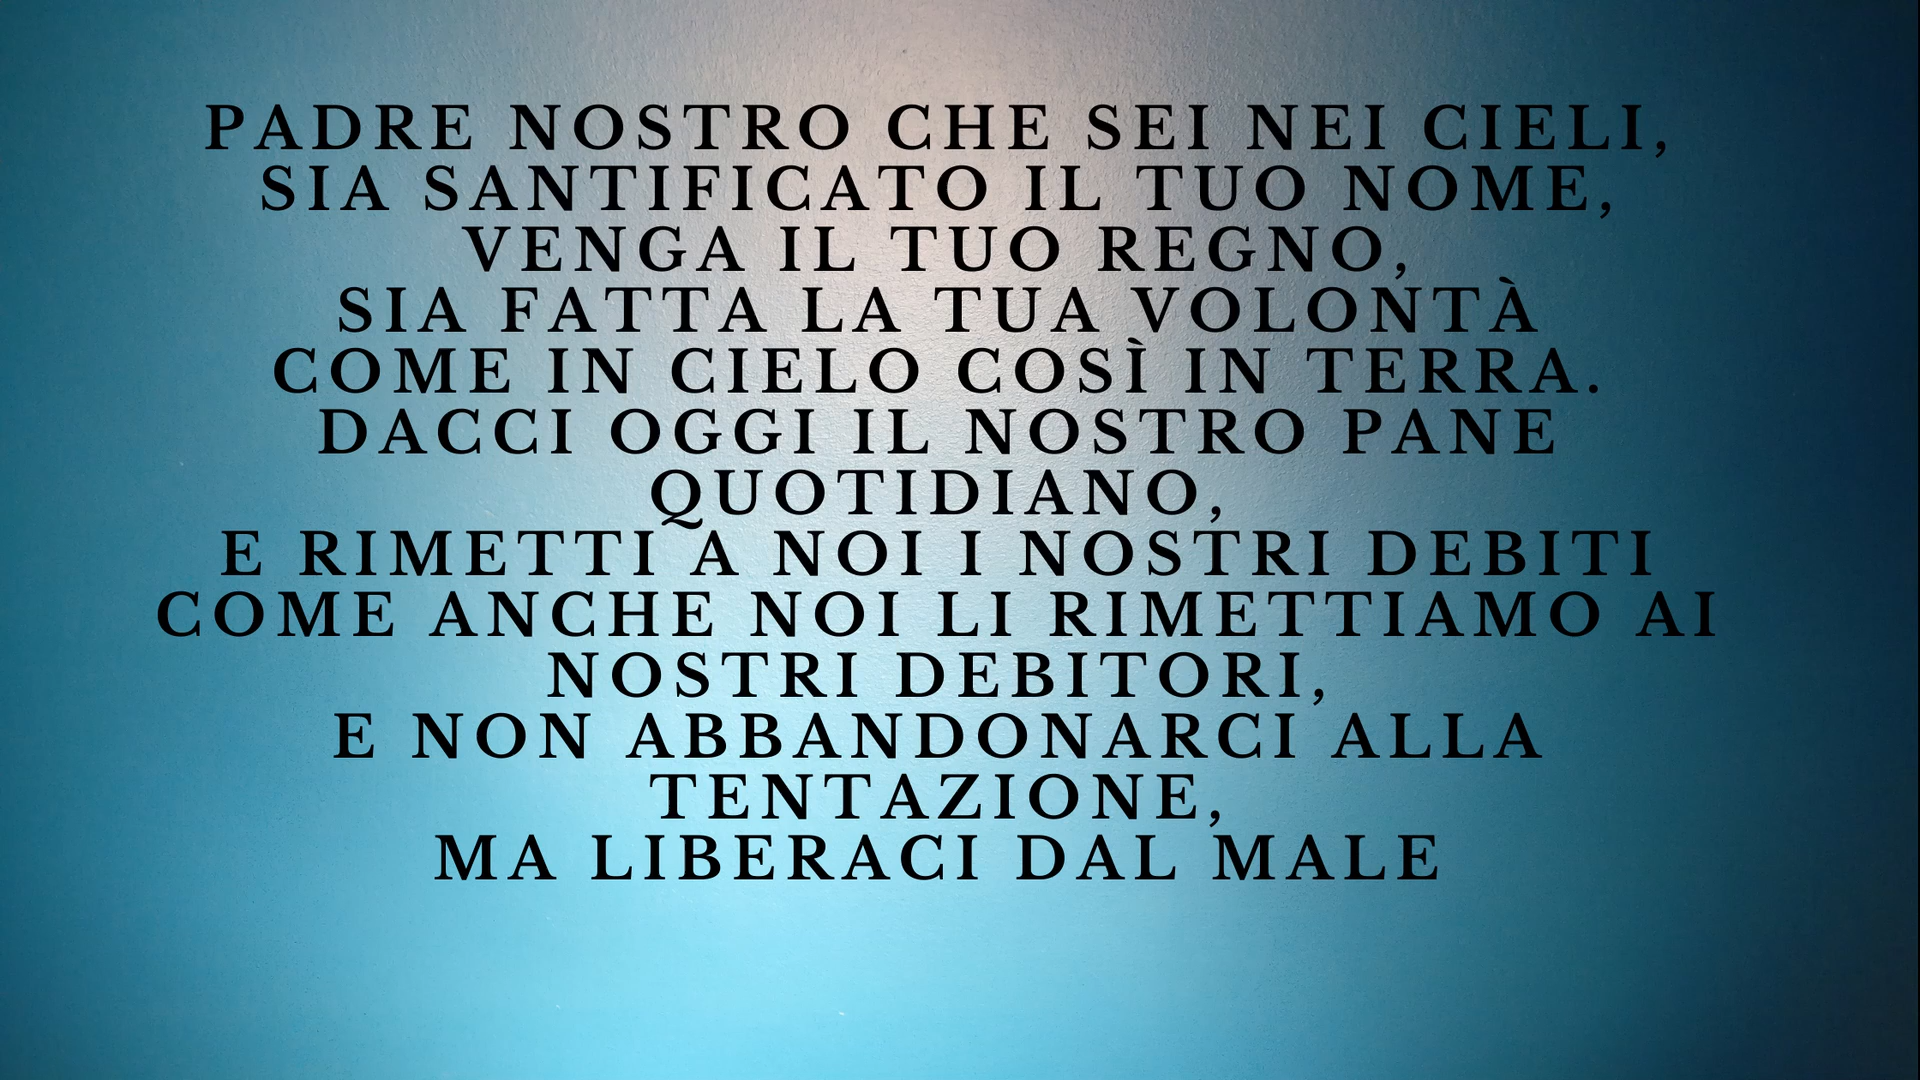 PADRE NOSTRO CHE SEI NEI CIELI,
SIA SANTIFICATO IL TUO NOME,
VENGA IL TUO REGNO,
SIA FATTA LA TUA VOLONTÀ
COME IN CIELO COSÌ IN TERRA.
DACCI OGGI IL NOSTRO PANE
QUOTIDIANO,
E RIMETTI A NOI I NOSTRI DEBITI
COME ANCHE NOI LI RIMETTIAMO AI
NOSTRI DEBITORI,
E NON ABBANDONARCI ALLA
TENTAZIONE,
MA LIBERACI DAL MALE